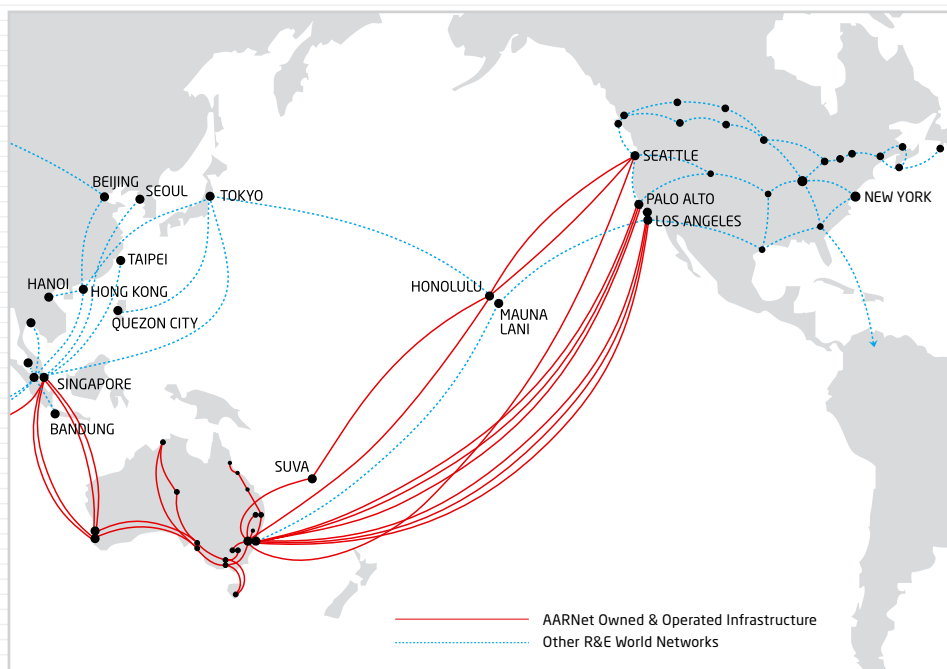 BEIJING
SEOUL
TOKYO
TAIPEI
HANOI
HONG KONG
QUEZON CITY
SINGAPORE
BANDUNG
SEATTLE
PALO ALTO
LOS ANGELES
NEW YORK
HONOLULU
MAUNA
LANI
SUVA
AARNet Owned & Operated Infrastructure
Other R&E World Networks